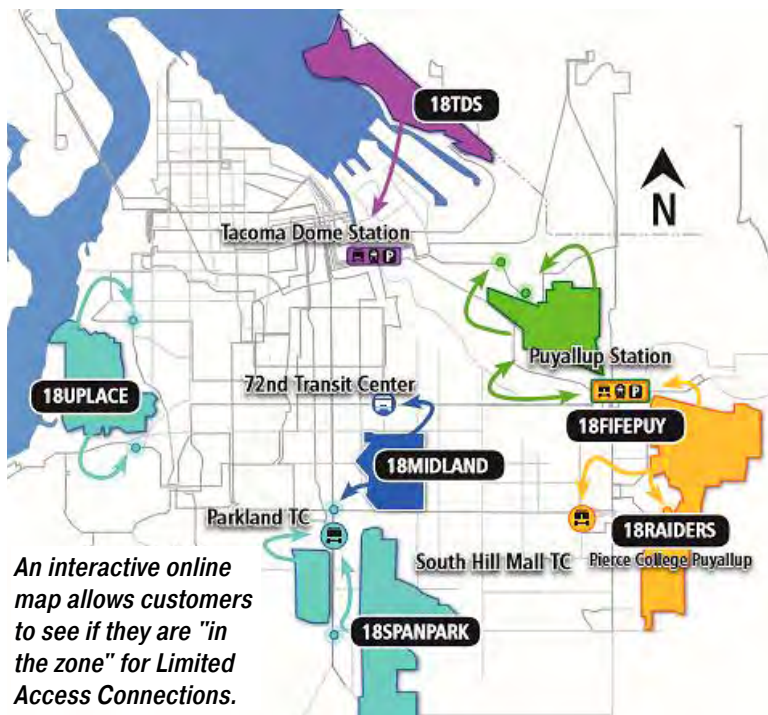 18TDS
N
Tacoma Dome Station
P
Puyallup Station
P
72nd Transit Center
18UPLACE
18FIFEPUY
18MIDLAND
Parkland TC
18RAIDERS
South Hill Mall TC
Pierce College Puyallup
18SPANPARK
An interactive online
map allows customers
to see if they are "in
the zone" for Limited
Access Connections.